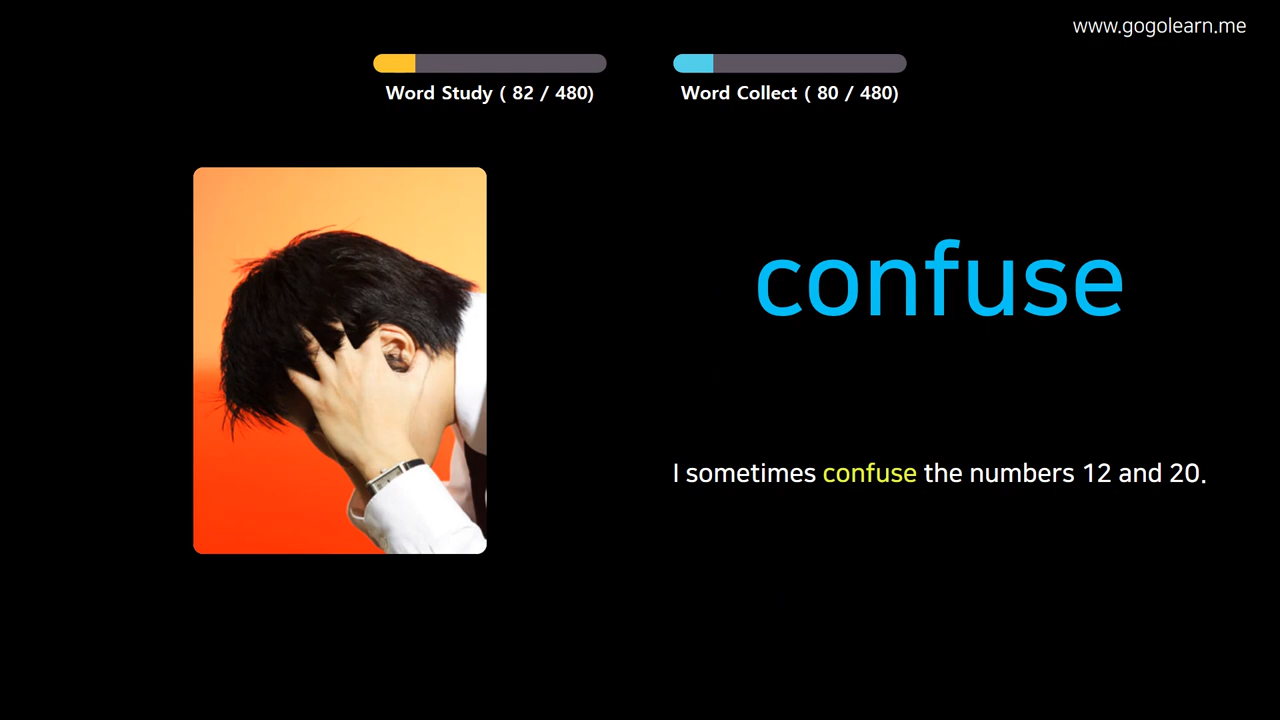 www.gogolearn.me
Word Study ( 82 / 480)
Word Collect ( 80 / 480)
confuse
I sometimes confuse the numbers 12 and 20.